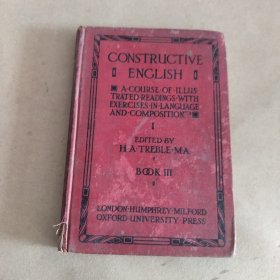 CONSTRUCTIVE
ENGLISH
A·COURSE·OF·ILLUS-
TRATED·READINGS·WITH
EXERCISES·IN·LANGUAGE
AND·COMPOSITION
I
EDITED BY
H·A·TREBLE·M·A·
BOOK III
LONDON·HUMPHREY·MILFORD
OXFORD·UNIVERSITY·PRESS